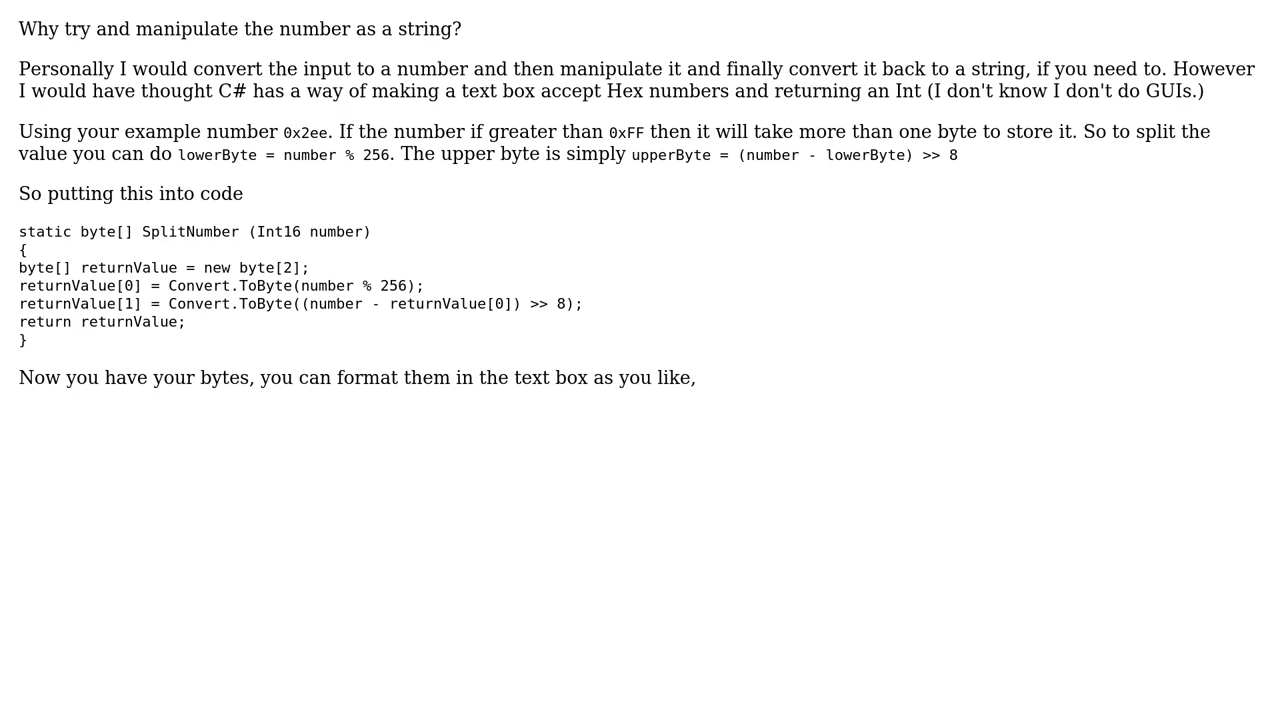 Why try and manipulate the number as a string?
Personally I would convert the input to a number and then manipulate it and finally convert it back to a string, if you need to. However
I would have thought C# has a way of making a text box accept Hex numbers and returning an Int (I don't know I don't do GUIs.)
Using your example number 0x2ee. If the number if greater than 0xFF then it will take more than one byte to store it. So to split the
value you can do lowerByte = number % 256. The upper byte is simply upperByte = (number - lowerByte) >> 8
So putting this into code
static byte[] SplitNumber (Int16 number)
{
byte[] returnValue = new byte[2];
returnValue[0] = Convert.ToByte(number % 256);
returnValue[1] = Convert.ToByte((number - returnValue[0]) >> 8);
return returnValue;
}
Now you have your bytes, you can format them in the text box as you like,